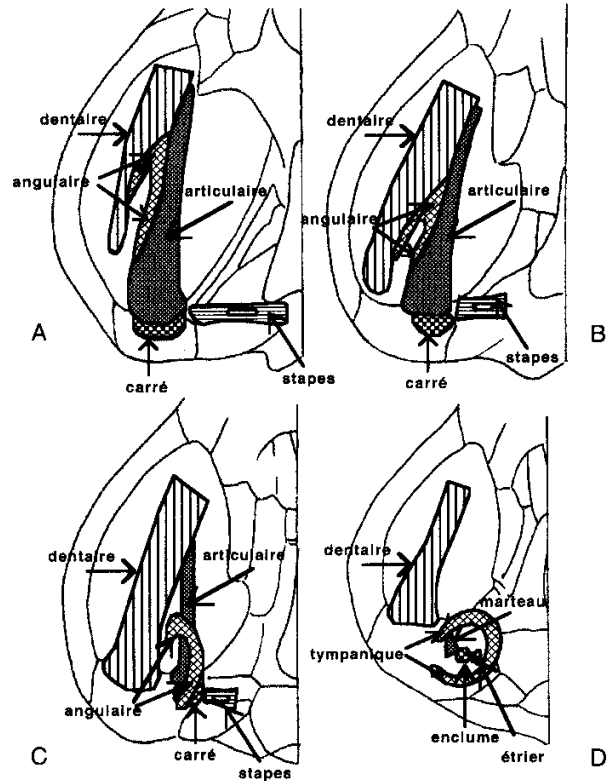 dentaire
angulaire
articulaire
A
stapes
carré
dentaire
articulaire
angulaire
B
stapes
carré
dentaire
articulaire
angulaire
carré
C
stapes
dentaire
marteau
tympanique
enclume
étrier
D